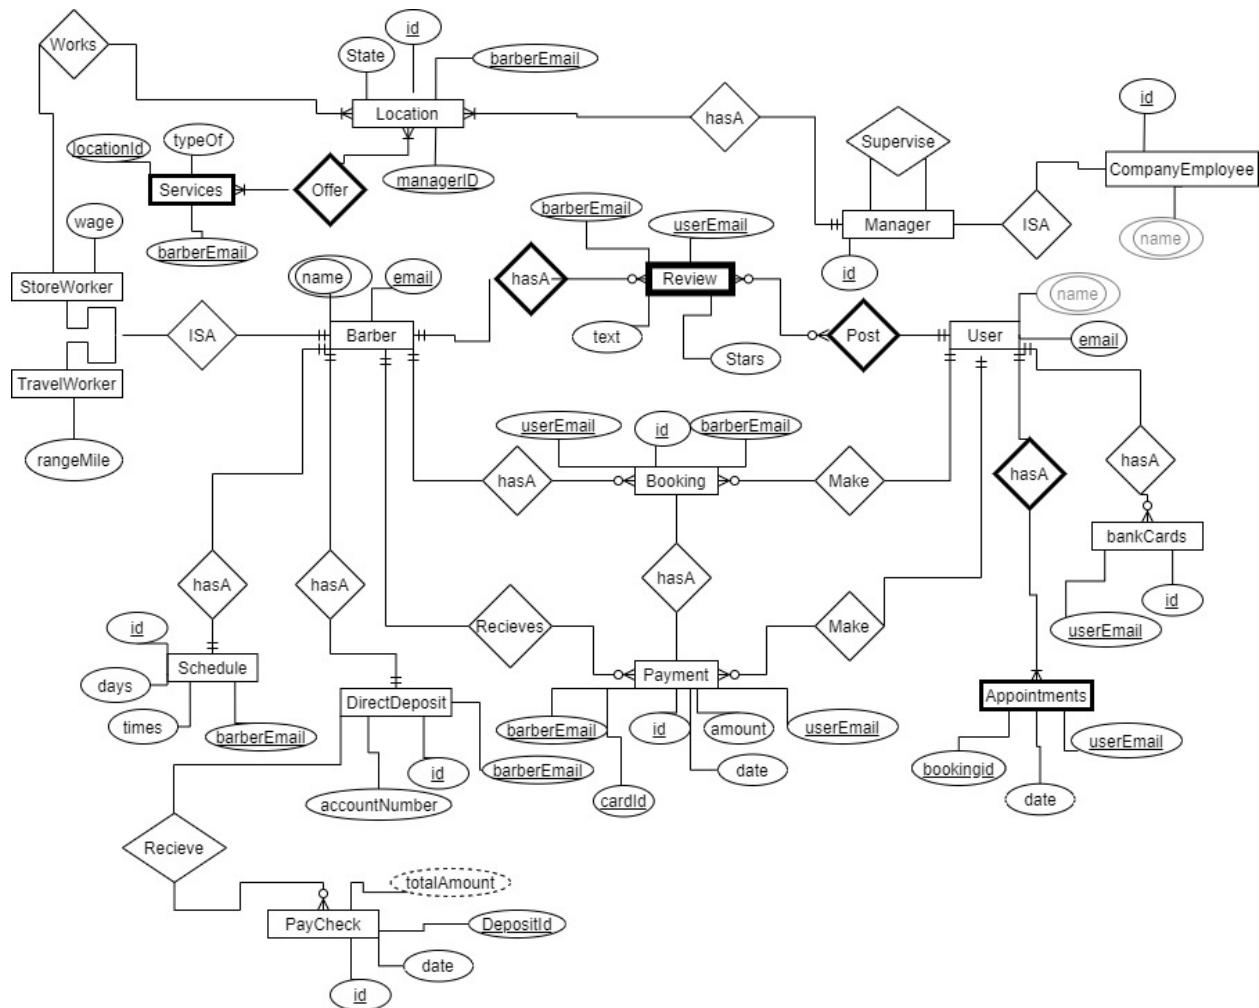 Works
State
id
barberEmail
Location
hasA
id
Supervise
CompanyEmployee
locationId
typeOf
Services
Offer
managerID
barberEmail
userEmail
Manager
ISA
name
wage
barberEmail
id
StoreWorker
name
email
hasA
Review
name
ISA
Barber
text
Stars
Post
User
email
TravelWorker
rangeMile
userEmail
id
barberEmail
hasA
Booking
Make
hasA
hasA
bankCards
id
userEmail
hasA
hasA
hasA
Recieves
Make
id
Schedule
days
times
barberEmail
DirectDeposit
Payment
Appointments
barberEmail
id
amount
userEmail
accountNumber
id
barberEmail
cardId
date
bookingid
userEmail
date
Recieve
totalAmount
PayCheck
DepositId
date
id